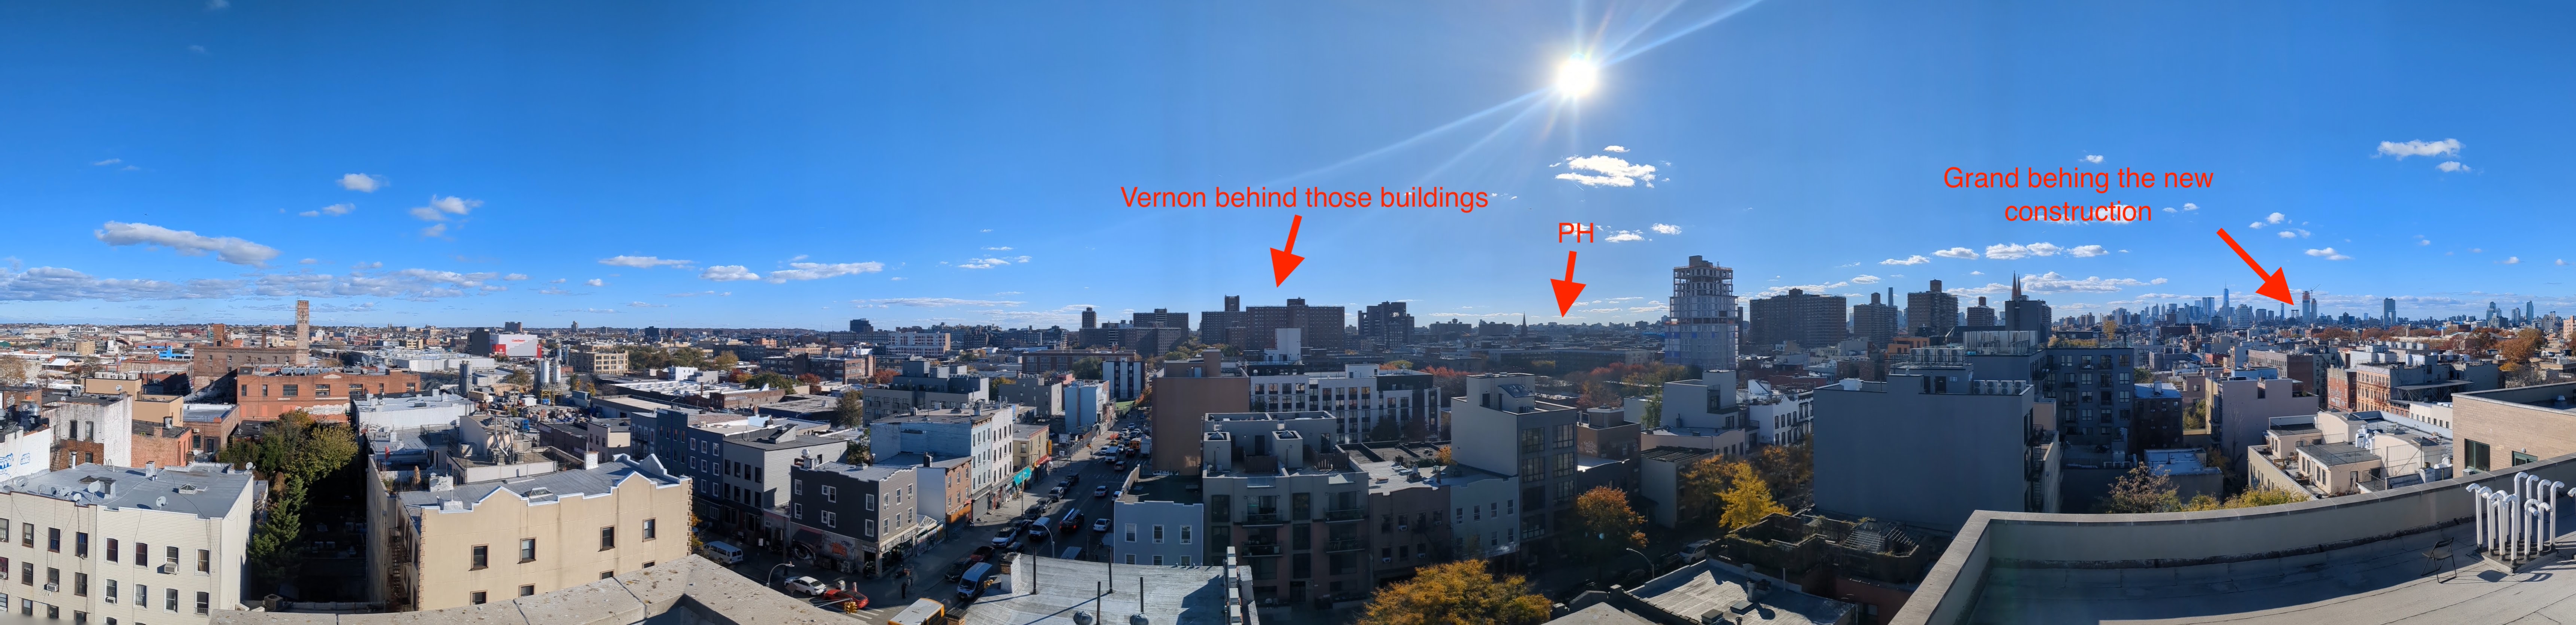 Vernon behind those buildings
PH
Grand behing the new
construction